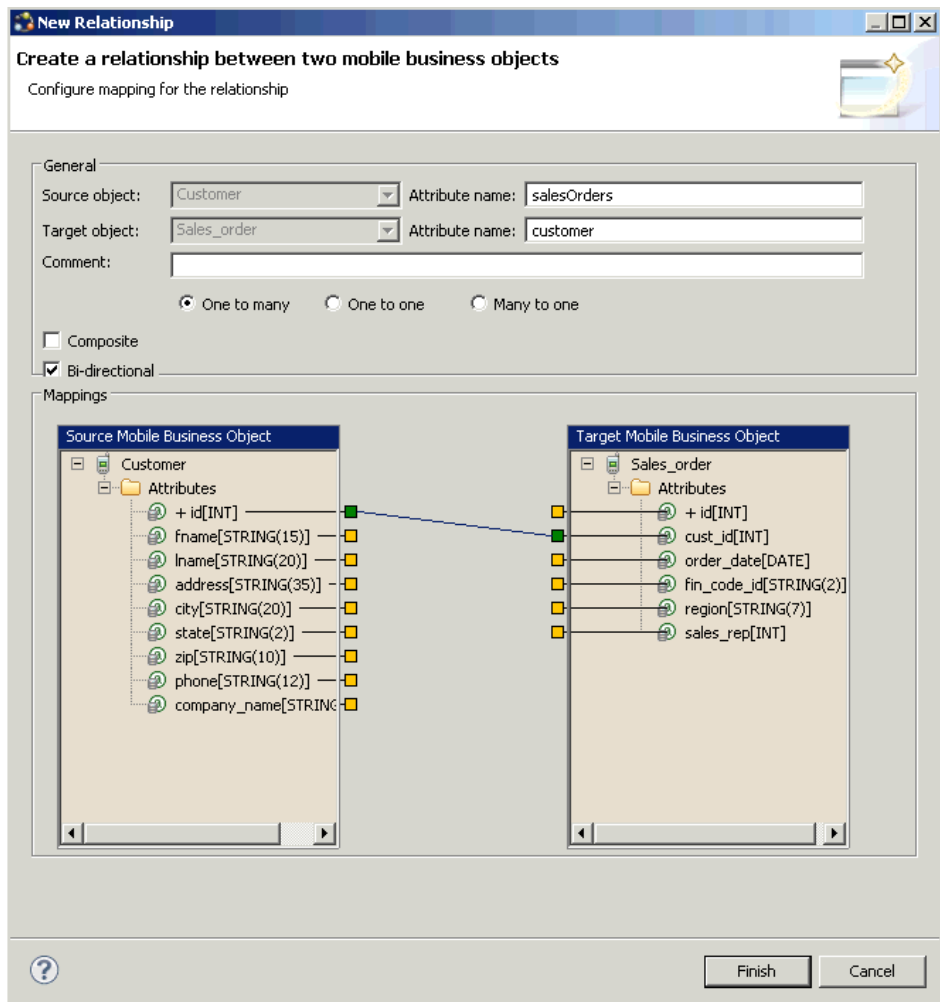 New Relationship
Create a relationship between two mobile business objects
Configure mapping for the relationship
General
Source object: Customer Attribute name: salesOrders
Target object: Sales_order Attribute name: customer
Comment:
One to many One to one Many to one
Composite
Bi-directional
Mappings
Source Mobile Business Object
Customer
Attributes
+ id[INT]
fname[STRING(15)]
lname[STRING(20)]
address[STRING(35)]
city[STRING(20)]
state[STRING(2)]
zip[STRING(10)]
phone[STRING(12)]
company_name[STRING
Target Mobile Business Object
Sales_order
Attributes
+ id[INT]
cust_id[INT]
order_date[DATE]
fin_code_id[STRING(2)]
region[STRING(7)]
sales_rep[INT]
? Finish Cancel